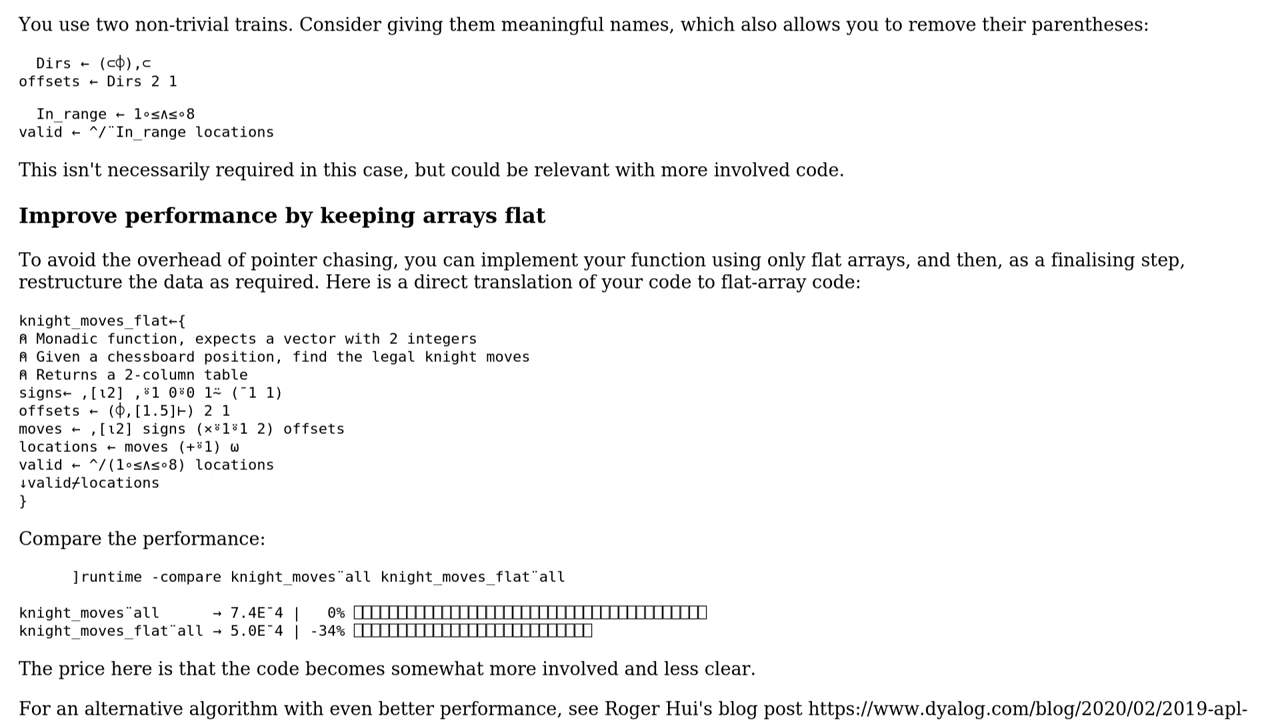 You use two non-trivial trains. Consider giving them meaningful names, which also allows you to remove their parentheses:
Dirs ← (⊂⌽),⊂
offsets ← Dirs 2 1
In_range ← 1∘≤∧≤∘8
valid ← ^/¨In_range locations
This isn't necessarily required in this case, but could be relevant with more involved code.
Improve performance by keeping arrays flat
To avoid the overhead of pointer chasing, you can implement your function using only flat arrays, and then, as a finalising step,
restructure the data as required. Here is a direct translation of your code to flat-array code:
knight_moves_flat←{
⍝ Monadic function, expects a vector with 2 integers
⍝ Given a chessboard position, find the legal knight moves
⍝ Returns a 2-column table
signs← ,[⍳2] ,⍤1 0⍤0 1⍨ (¯1 1)
offsets ← (⌽,[1.5]⊢) 2 1
moves ← ,[⍳2] signs (×⍤1⍤1 2) offsets
locations ← moves (+⍤1) ⍵
valid ← ^/(1∘≤∧≤∘8) locations
↓valid⌿locations
}
Compare the performance:
]runtime -compare knight_moves¨all knight_moves_flat¨all
knight_moves¨all → 7.4E¯4 | 0% ⎕⎕⎕⎕⎕⎕⎕⎕⎕⎕⎕⎕⎕⎕⎕⎕⎕⎕⎕⎕⎕⎕⎕⎕⎕⎕⎕⎕⎕⎕⎕⎕⎕⎕⎕⎕⎕⎕⎕⎕
knight_moves_flat¨all → 5.0E¯4 | -34% ⎕⎕⎕⎕⎕⎕⎕⎕⎕⎕⎕⎕⎕⎕⎕⎕⎕⎕⎕⎕⎕⎕⎕⎕⎕⎕⎕
The price here is that the code becomes somewhat more involved and less clear.
For an alternative algorithm with even better performance, see Roger Hui's blog post https://www.dyalog.com/blog/2020/02/2019-apl-